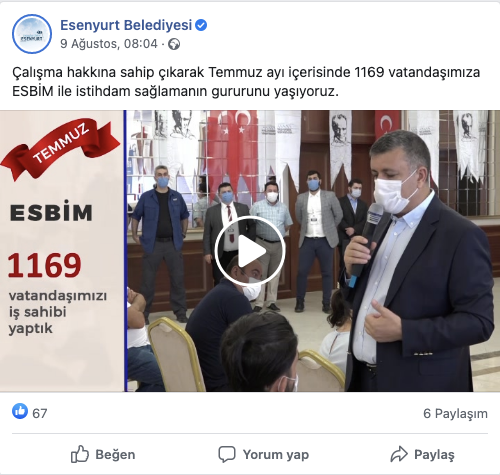 Esenyurt Belediyesi
9 Ağustos, 08:04 ·
Çalışma hakkına sahip çıkarak Temmuz ayı içerisinde 1169 vatandaşımıza
ESBİM ile istihdam sağlamanın gururunu yaşıyoruz.
TEMMUZ
ESBİM
1169
vatandaşımızı
iş sahibi
yaptık
67
6 Paylaşım
Beğen
Yorum yap
Paylaş